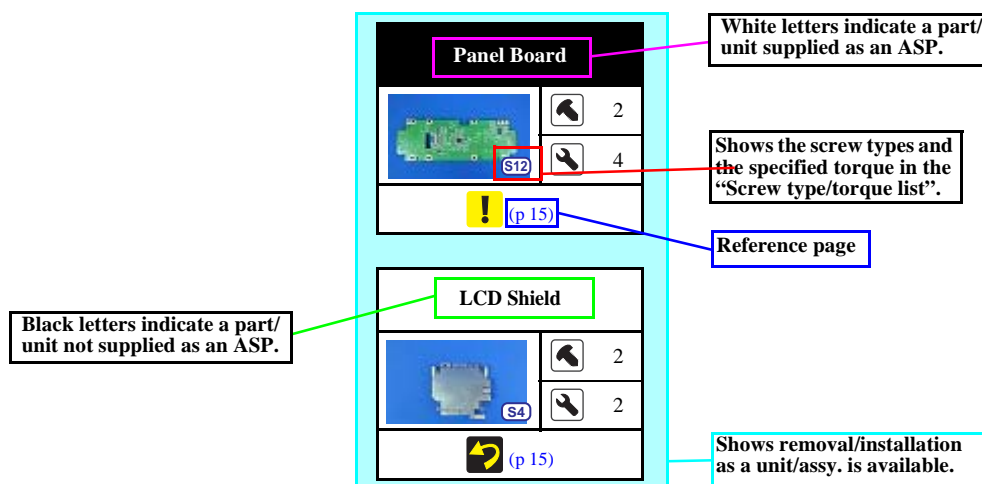 White letters indicate a part/
unit supplied as an ASP.
Panel Board
2
S12
4
Shows the screw types and
the specified torque in the
“Screw type/torque list”.
! (p 15)
Reference page
LCD Shield
Black letters indicate a part/
unit not supplied as an ASP.
2
S4
2
(p 15)
Shows removal/installation
as a unit/assy. is available.